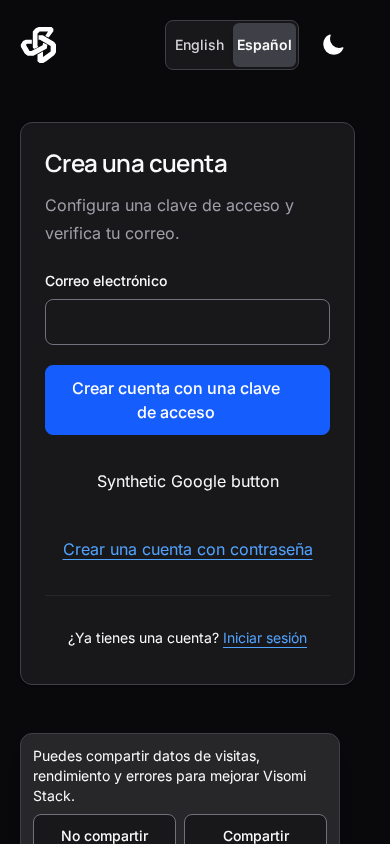 English Español
Crea una cuenta
Configura una clave de acceso y
verifica tu correo.
Correo electrónico
Crear cuenta con una clave
de acceso
Synthetic Google button
Crear una cuenta con contraseña
¿Ya tienes una cuenta? Iniciar sesión
Puedes compartir datos de visitas,
rendimiento y errores para mejorar Visomi
Stack.
No compartir Compartir